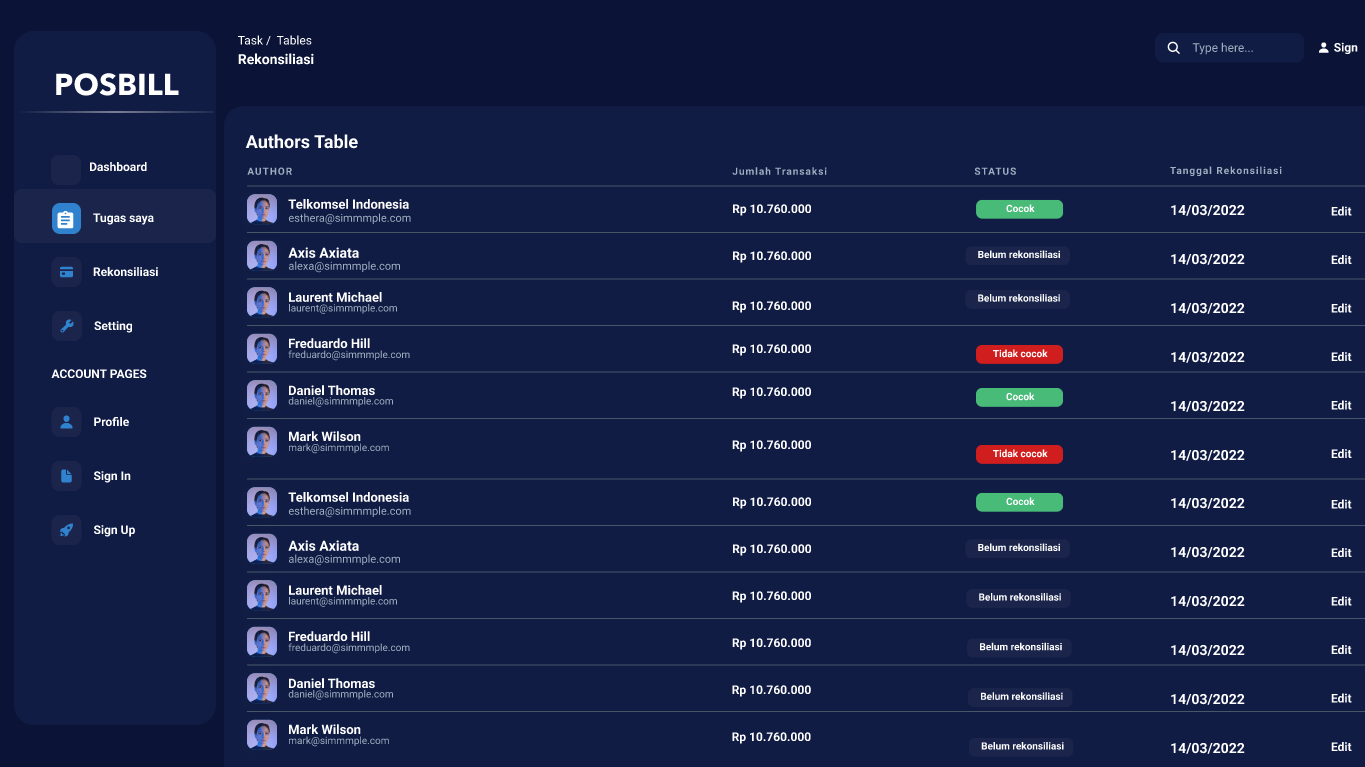 POSBILL
Dashboard
Tugas saya
Rekonsiliasi
Setting
ACCOUNT PAGES
Profile
Sign In
Sign Up
Task / Tables
Rekonsiliasi
Type here...
Sign
Authors Table
AUTHOR Jumlah Transaksi STATUS Tanggal Rekonsiliasi
Telkomsel Indonesia
esthera@simmmple.com
Rp 10.760.000 Cocok 14/03/2022 Edit
Axis Axiata
alexa@simmmple.com
Rp 10.760.000 Belum rekonsiliasi 14/03/2022 Edit
Laurent Michael
laurent@simmmple.com
Rp 10.760.000 Belum rekonsiliasi 14/03/2022 Edit
Freduardo Hill
freduardo@simmmple.com
Rp 10.760.000 Tidak cocok 14/03/2022 Edit
Daniel Thomas
daniel@simmmple.com
Rp 10.760.000 Cocok 14/03/2022 Edit
Mark Wilson
mark@simmmple.com
Rp 10.760.000 Tidak cocok 14/03/2022 Edit
Telkomsel Indonesia
esthera@simmmple.com
Rp 10.760.000 Cocok 14/03/2022 Edit
Axis Axiata
alexa@simmmple.com
Rp 10.760.000 Belum rekonsiliasi 14/03/2022 Edit
Laurent Michael
laurent@simmmple.com
Rp 10.760.000 Belum rekonsiliasi 14/03/2022 Edit
Freduardo Hill
freduardo@simmmple.com
Rp 10.760.000 Belum rekonsiliasi 14/03/2022 Edit
Daniel Thomas
daniel@simmmple.com
Rp 10.760.000 Belum rekonsiliasi 14/03/2022 Edit
Mark Wilson
mark@simmmple.com
Rp 10.760.000 Belum rekonsiliasi 14/03/2022 Edit